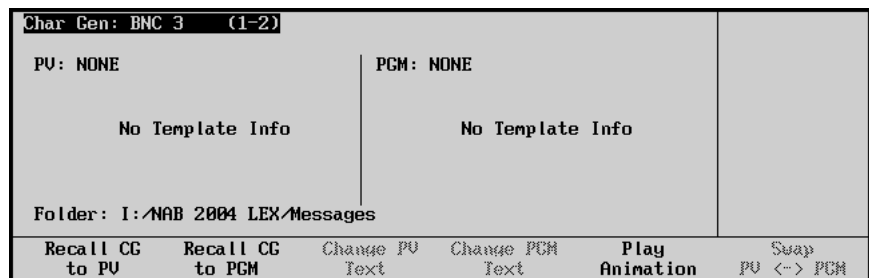 Char Gen: BNC 3 (1-2)
PV: NONE PGM: NONE
No Template Info No Template Info
Folder: I:/NAB 2004 LEX/Messages
Recall CG Recall CG Change PV Change PGM Play Swap
to PV to PGM Text Text Animation PV <-> PGM